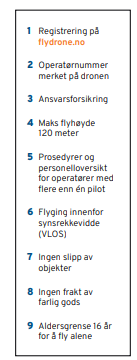 1 Registrering på
flydrone.no
2 Operatørnummer
merket på dronen
3 Ansvarsforsikring
4 Maks flyhøyde
120 meter
5 Prosedyrer og
personelloversikt
for operatører med
flere enn én pilot
6 Flyging innenfor
synsrekkevidde
(VLOS)
7 Ingen slipp av
objekter
8 Ingen frakt av
farlig gods
9 Aldersgrense 16 år
for å fly alene